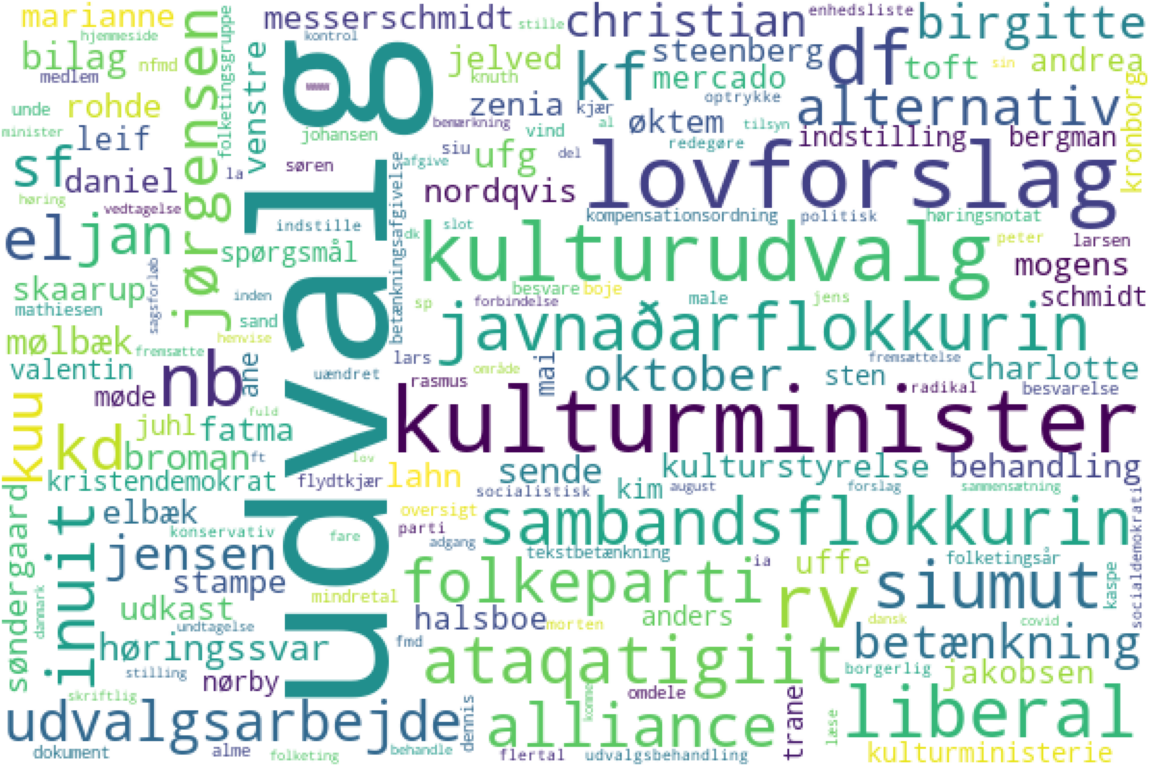 marianne
messerschmidt
stille
christian
enhedsliste
birgitte
hjemmeside
kontrol
bilag
nfmd
jørgensen
folketingsgruppe
venstre
udvalg
jelved
knuth
kf
steenberg
mercado
df
toft
sin
andrea
medlem
unde
rohde
zenia
kjær
optrykke
alternativ
kronborg
minister
leif
johansen
bemærkning
vind
al
øktem
tilsyn
indstilling
bergman
sf
daniel
la
søren
afgive
siu
ufg
del
redegøre
lovforslag
høring
vedtagelse
nordqvis
indstille
betænkningsafgivelse
slot
kompensationsordning
politisk
høringsnotat
el
jan
spørgsmål
dk
kulturudvalg
peter
larsen
mogens
skaarup
sagsforløb
inden
sp
besvare
boje
male
jens
schmidt
mathiesen
sand
forbindelse
javnaðarflokkurin
mølbæk
fremsætte
henvise
lars
område
mai
fremsættelse
valentin
nb
ane
uændret
rasmus
oktober
sten
radikal
charlotte
besvarelse
møde
kuu
juhl
fatma
fuld
kulturminister
kd
broman
ft
lov
lahn
sende
kulturstyrelse
behandling
kristendemokrat
flydtkjær
socialistisk
kim
august
forslag
sammensætning
søndergaard
inuit
elbæk
oversigt
sambandsflokkurin
socialdemokrati
konservativ
fare
parti
adgang
jensen
tekstbetænkning
ia
uffe
folketingsår
stampe
mindretal
folkeparti
rv
siumut
kaspe
danmark
udkast
undtagelse
halsboe
morten
anders
dansk
covid
høringssvar
fmd
ataqatigiit
betænkning
stilling
nørby
borgerlig
jakobsen
skriftlig
omdele
komme
trane
læse
liberal
udvalgsarbejde
dennis
alliance
dokument
alme
folketing
behandle
flertal
udvalgsbehandling
kulturministerie